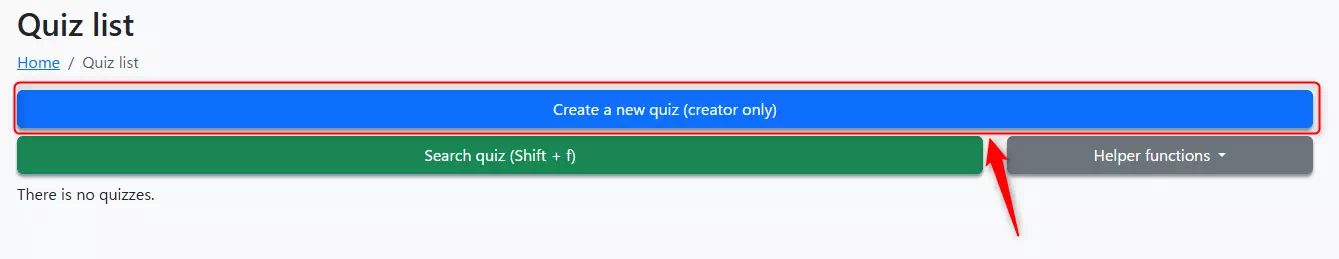 Quiz list
Home / Quiz list
Create a new quiz (creator only)
Search quiz (Shift + f)
Helper functions
There is no quizzes.